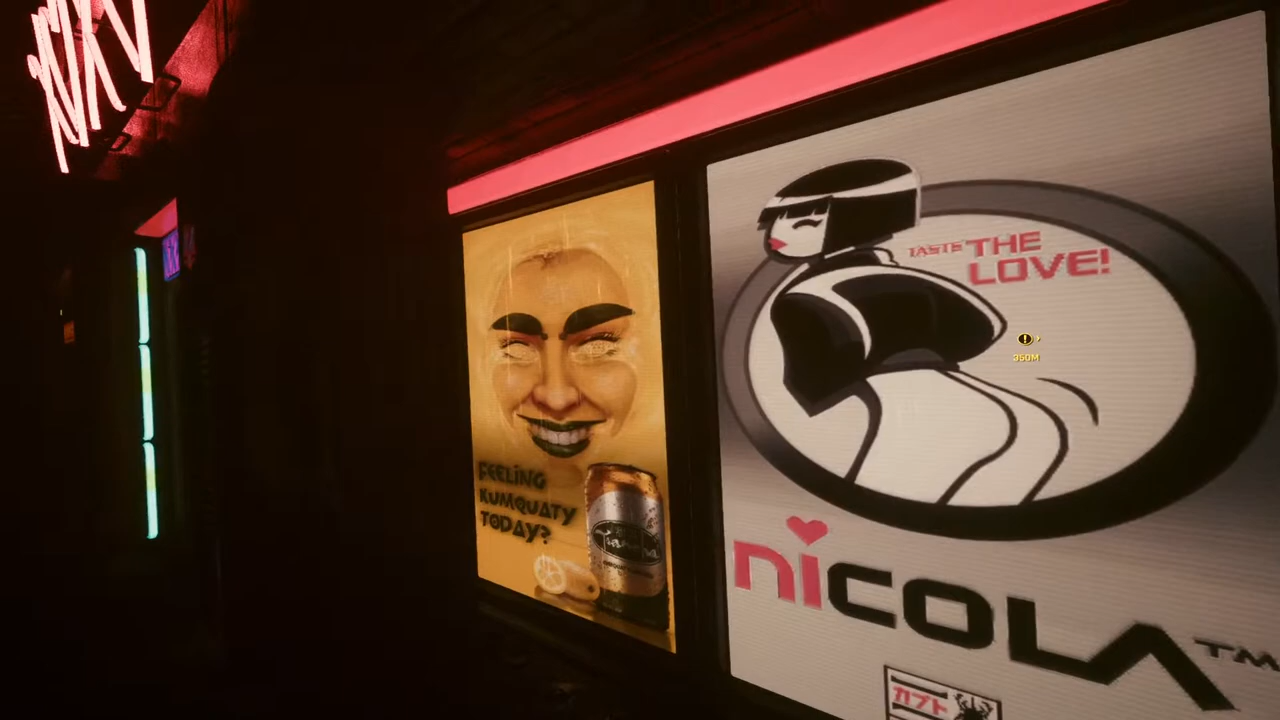 FEELING
KUMQUATY
TODAY?
TASTE THE
LOVE!
350M
nicola™
カブト